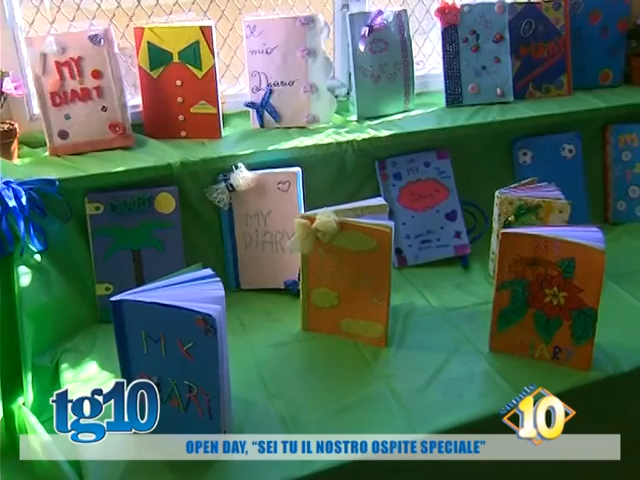 MY
DIARY
il
mio
Diario
DIARY
MY
DIARY
MY
DIARY
DIARY
tg10
10
OPEN DAY, “SEI TU IL NOSTRO OSPITE SPECIALE”